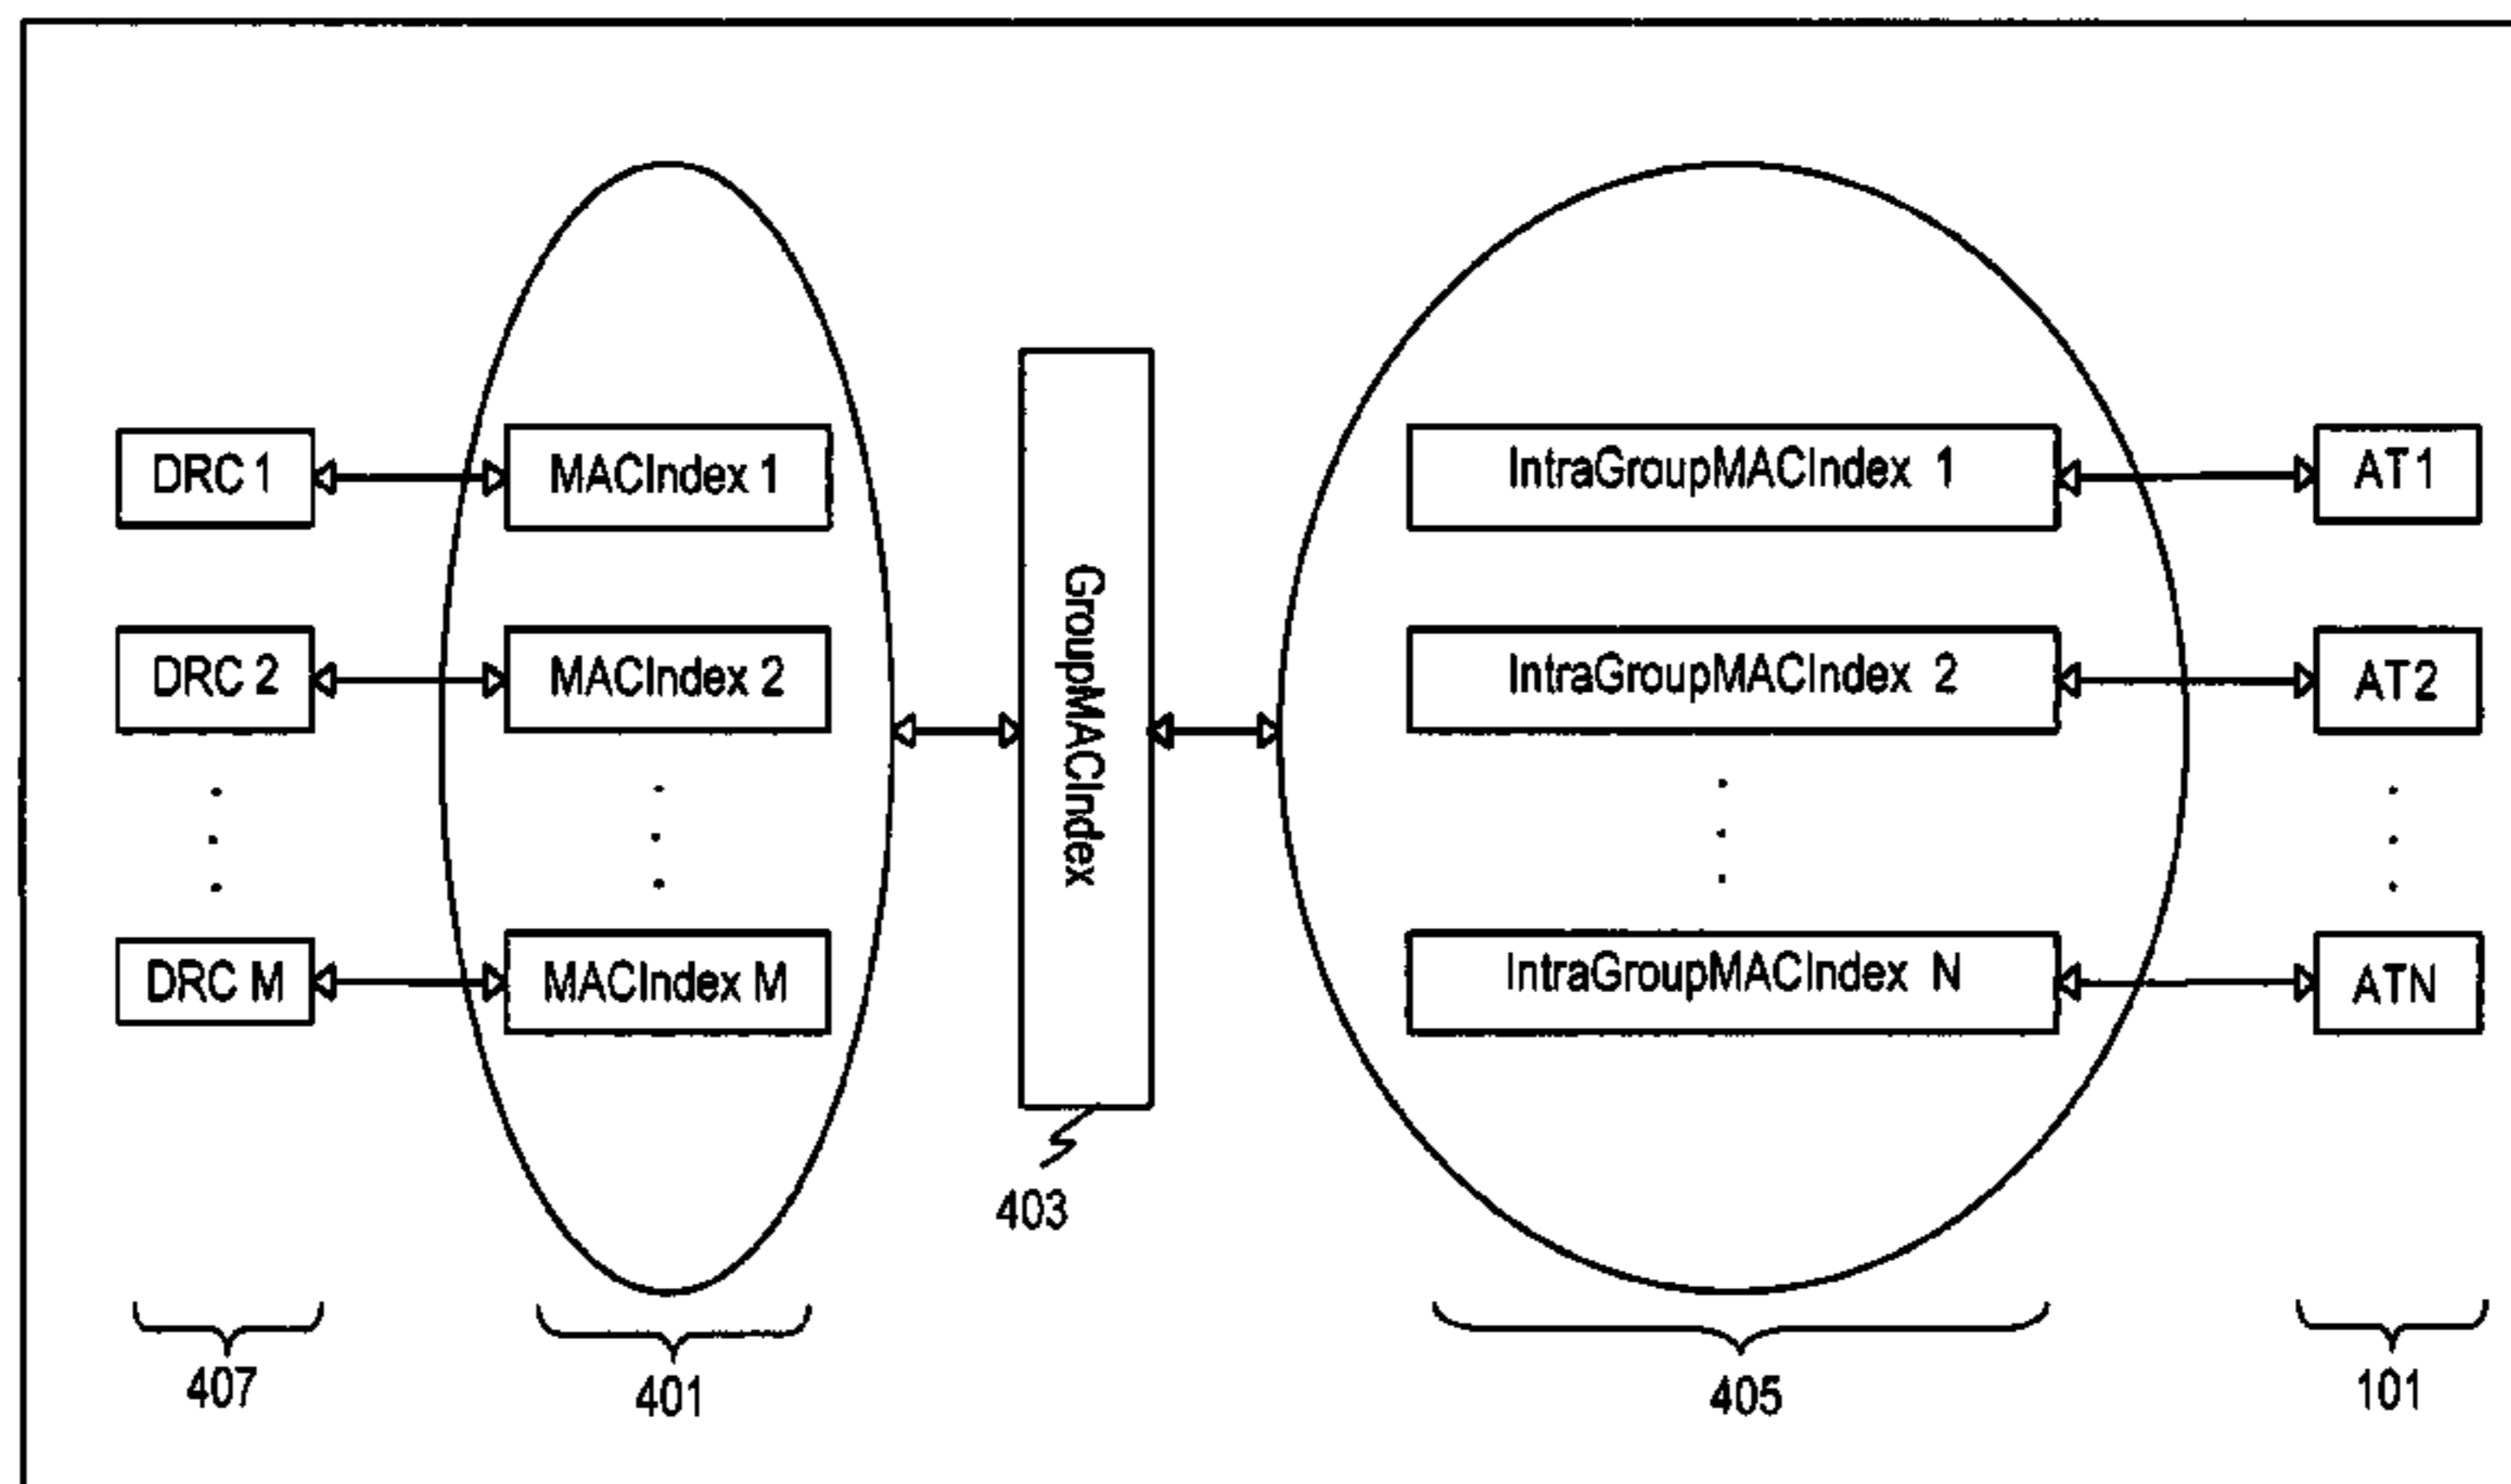 DRC 1
MACIndex 1
IntraGroupMACIndex 1
AT1
DRC 2
MACIndex 2
GroupMACIndex
IntraGroupMACIndex 2
AT2
DRC M
MACIndex M
IntraGroupMACIndex N
ATN
403
407
401
405
101